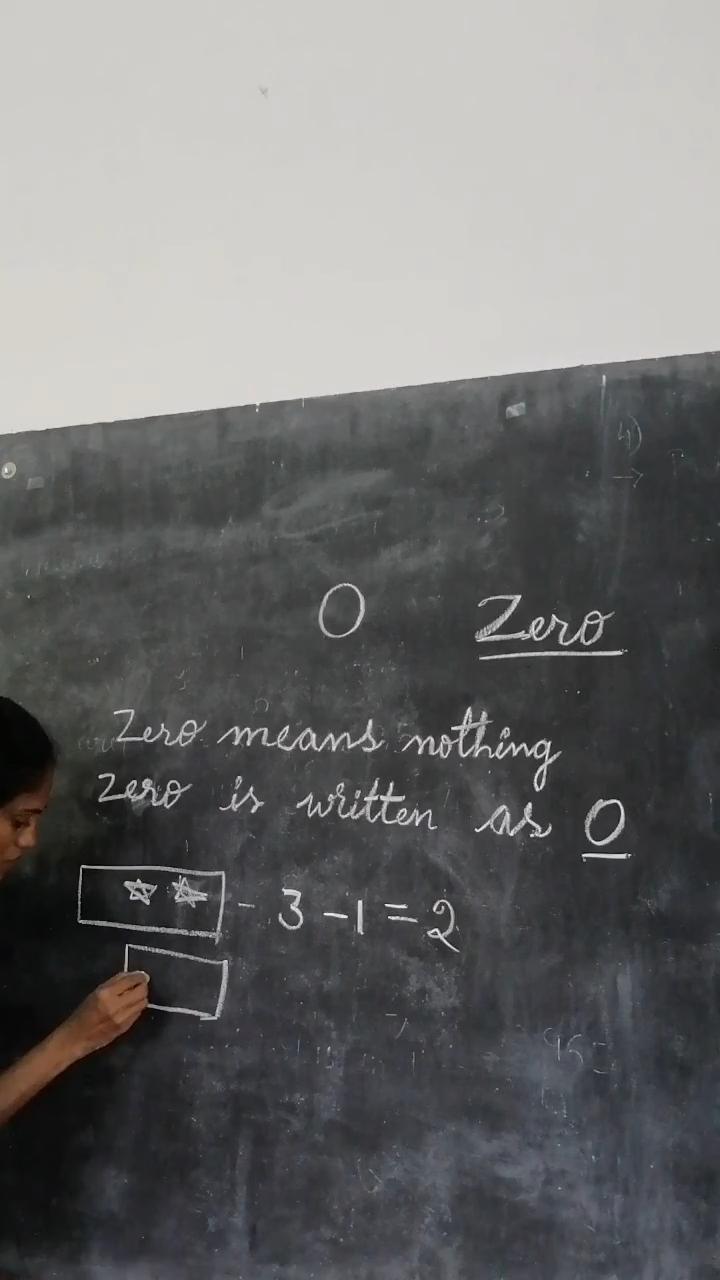 0 Zero
Zero means nothing
zero is written as 0
- 3 - 1 = 2